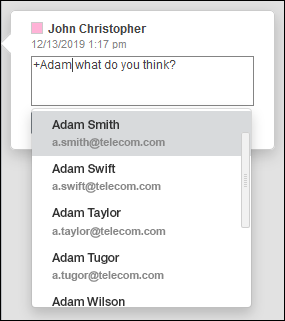 John Christopher
12/13/2019 1:17 pm
+Adam what do you think?
Adam Smith
a.smith@telecom.com
Adam Swift
a.swift@telecom.com
Adam Taylor
a.taylor@telecom.com
Adam Tugor
a.tugor@telecom.com
Adam Wilson